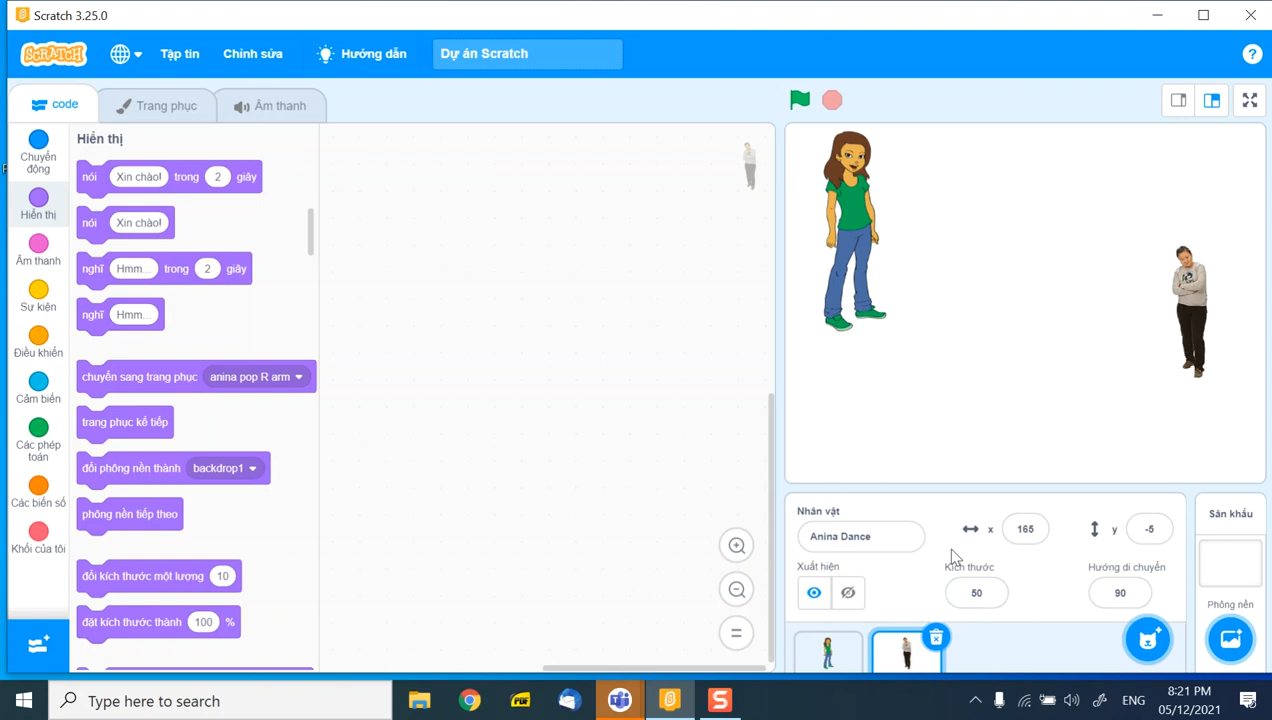 Scratch 3.25.0
SCRATCH
Tập tin
Chỉnh sửa
Hướng dẫn
Dự án Scratch
code
Trang phục
Âm thanh
Chuyển động
Hiển thị
Âm thanh
Sự kiện
Điều khiển
Cảm biến
Các phép toán
Các biến số
Khối của tôi
Hiển thị
nói Xin chào! trong 2 giây
nói Xin chào!
nghĩ Hmm... trong 2 giây
nghĩ Hmm...
chuyển sang trang phục anina pop R arm
trang phục kế tiếp
đổi phông nền thành backdrop1
phông nền tiếp theo
đổi kích thước một lượng 10
đặt kích thước thành 100 %
Nhân vật
Anina Dance
x 165
y -5
Xuất hiện
Kích thước
50
Hướng di chuyển
90
Sân khấu
Phông nền
Type here to search
PDF
ENG
8:21 PM
05/12/2021